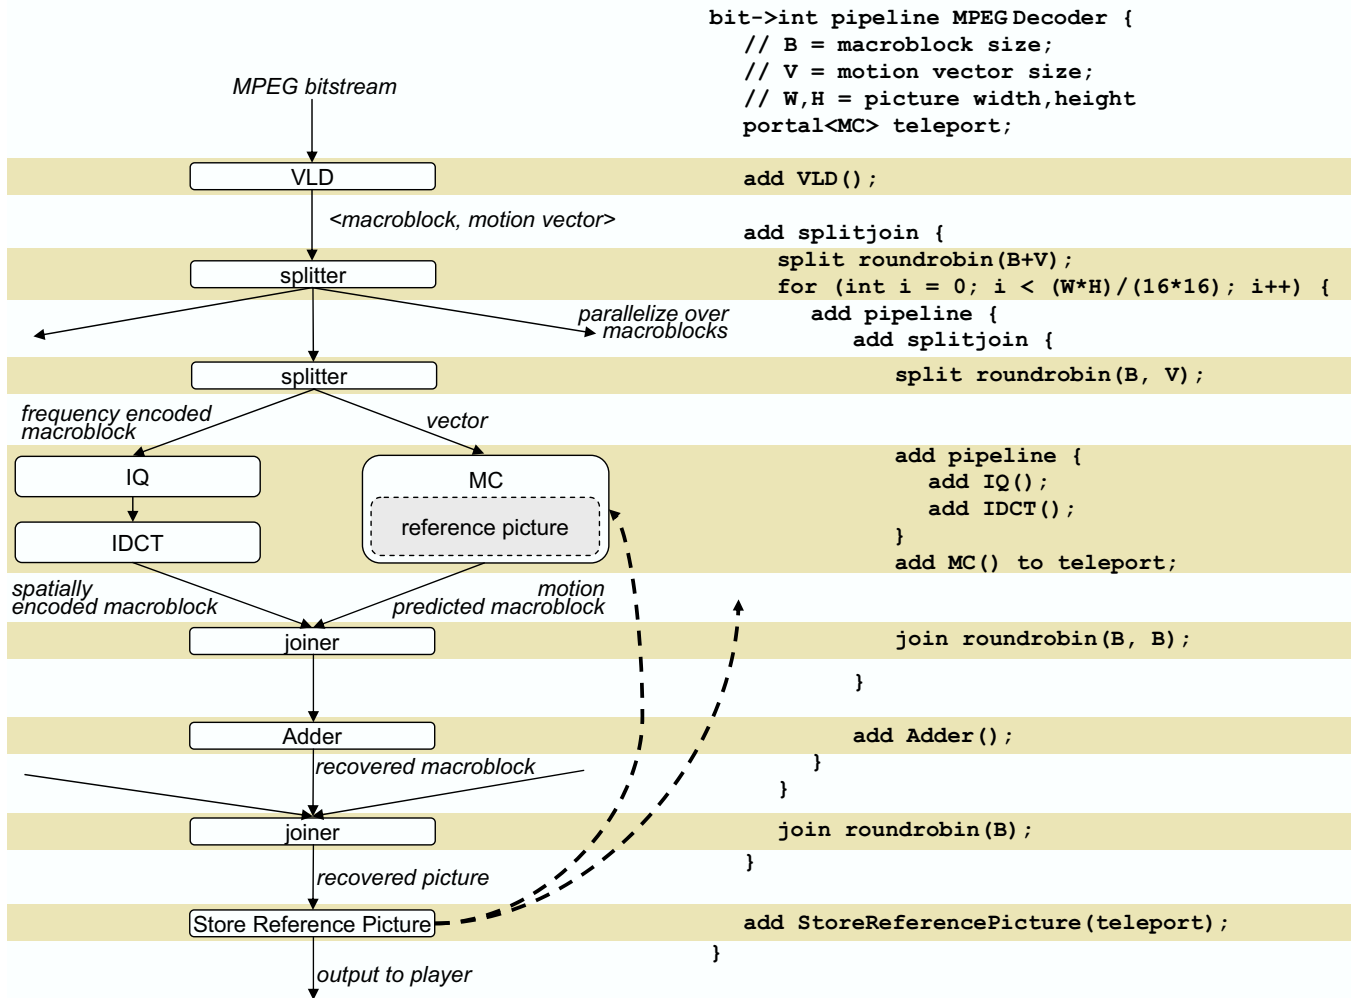 bit->int pipeline MPEG Decoder {
// B = macroblock size;
// V = motion vector size;
// W,H = picture width,height
portal<MC> teleport;
MPEG bitstream
VLD
add VLD();
<macroblock, motion vector>
add splitjoin {
splitter
split roundrobin(B+V);
for (int i = 0; i < (W*H)/(16*16); i++) {
parallelize over
macroblocks
add pipeline {
add splitjoin {
splitter
split roundrobin(B, V);
frequency encoded
macroblock
vector
IQ
IDCT
MC
reference picture
add pipeline {
add IQ();
add IDCT();
}
add MC() to teleport;
spatially
encoded macroblock
motion
predicted macroblock
joiner
join roundrobin(B, B);
}
Adder
add Adder();
recovered macroblock
}
}
joiner
join roundrobin(B);
}
recovered picture
Store Reference Picture
add StoreReferencePicture(teleport);
}
output to player